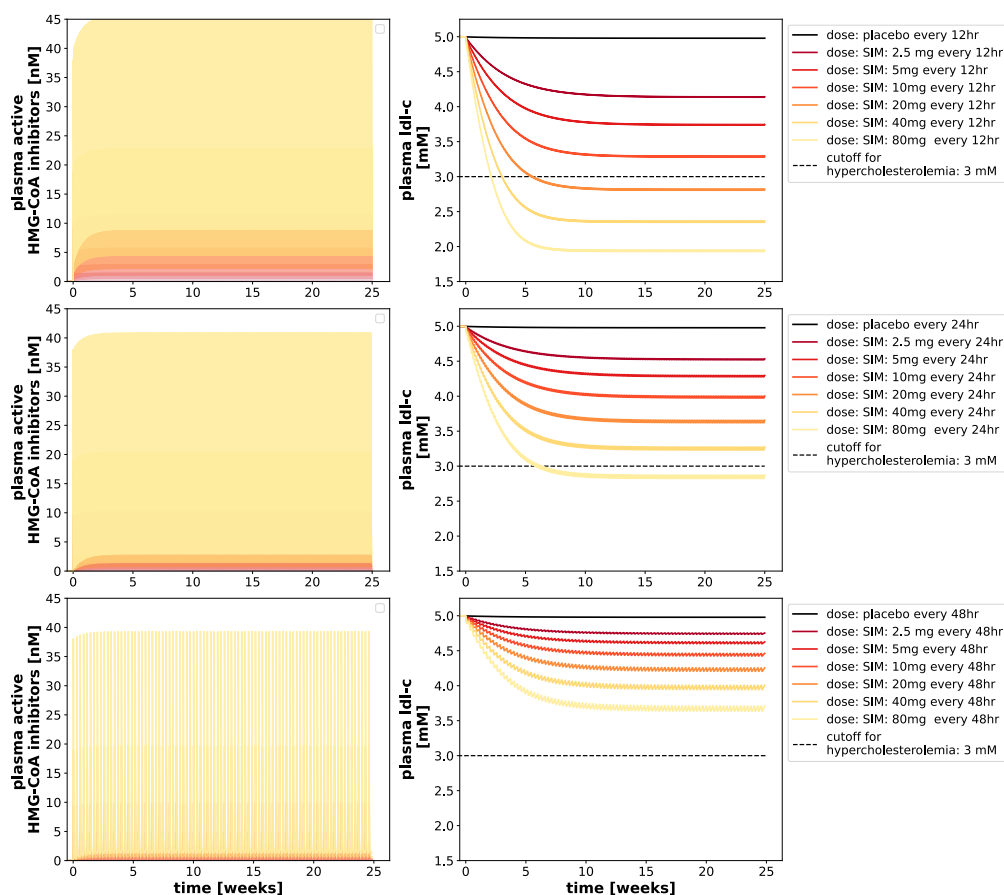 plasma active
HMG-CoA inhibitors [nM]
45
40
35
30
25
20
15
10
5
0
0 5 10 15 20 25
plasma ldl-c
[mM]
5.0
4.5
4.0
3.5
3.0
2.5
2.0
1.5
0 5 10 15 20 25
dose: placebo every 12hr
dose: SIM: 2.5 mg every 12hr
dose: SIM: 5mg every 12hr
dose: SIM: 10mg every 12hr
dose: SIM: 20mg every 12hr
dose: SIM: 40mg every 12hr
dose: SIM: 80mg  every 12hr
cutoff for
hypercholesterolemia: 3 mM
plasma active
HMG-CoA inhibitors [nM]
45
40
35
30
25
20
15
10
5
0
0 5 10 15 20 25
plasma ldl-c
[mM]
5.0
4.5
4.0
3.5
3.0
2.5
2.0
1.5
0 5 10 15 20 25
dose: placebo every 24hr
dose: SIM: 2.5 mg every 24hr
dose: SIM: 5mg every 24hr
dose: SIM: 10mg every 24hr
dose: SIM: 20mg every 24hr
dose: SIM: 40mg every 24hr
dose: SIM: 80mg  every 24hr
cutoff for
hypercholesterolemia: 3 mM
plasma active
HMG-CoA inhibitors [nM]
45
40
35
30
25
20
15
10
5
0
0 5 10 15 20 25
time [weeks]
plasma ldl-c
[mM]
5.0
4.5
4.0
3.5
3.0
2.5
2.0
1.5
0 5 10 15 20 25
time [weeks]
dose: placebo every 48hr
dose: SIM: 2.5 mg every 48hr
dose: SIM: 5mg every 48hr
dose: SIM: 10mg every 48hr
dose: SIM: 20mg every 48hr
dose: SIM: 40mg every 48hr
dose: SIM: 80mg  every 48hr
cutoff for
hypercholesterolemia: 3 mM